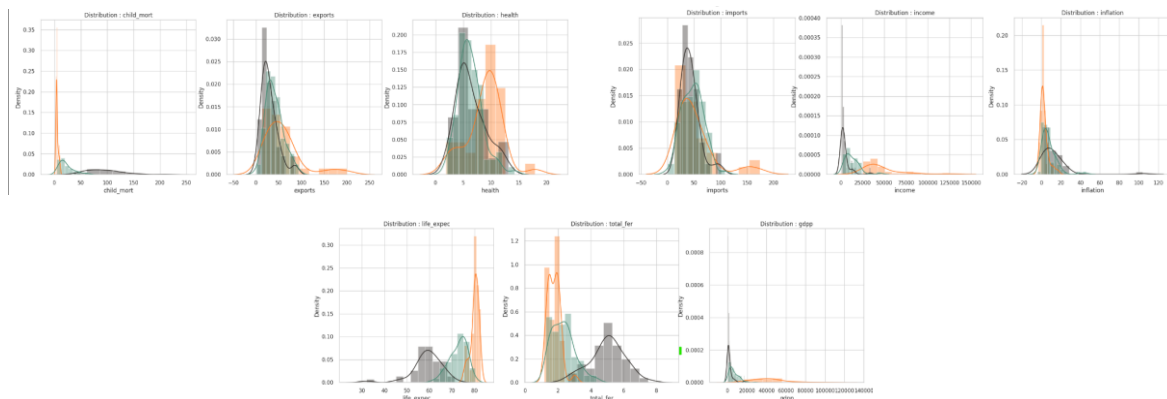 Distribution : child_mort
Density
0.35
0.30
0.25
0.20
0.15
0.10
0.05
0.00
0 50 100 150 200 250
child_mort
Distribution : exports
Density
0.035
0.030
0.025
0.020
0.015
0.010
0.005
0.000
−50 0 50 100 150 200 250
exports
Distribution : health
Density
0.200
0.175
0.150
0.125
0.100
0.075
0.050
0.025
0.000
0 5 10 15 20
health
Distribution : imports
Density
0.025
0.020
0.015
0.010
0.005
0.000
−50 0 50 100 150 200
imports
Distribution : income
Density
0.00040
0.00035
0.00030
0.00025
0.00020
0.00015
0.00010
0.00005
0.00000
0 25000 50000 75000 100000 125000 150000
income
Distribution : inflation
Density
0.20
0.15
0.10
0.05
0.00
−20 0 20 40 60 80 100 120
inflation
Distribution : life_expec
Density
0.30
0.25
0.20
0.15
0.10
0.05
0.00
30 40 50 60 70 80
life_expec
Distribution : total_fer
Density
1.2
1.0
0.8
0.6
0.4
0.2
0.0
0 2 4 6 8
total_fer
Distribution : gdpp
Density
0.0008
0.0006
0.0004
0.0002
0.0000
0 20000 40000 60000 80000 100000 120000 140000
gdpp